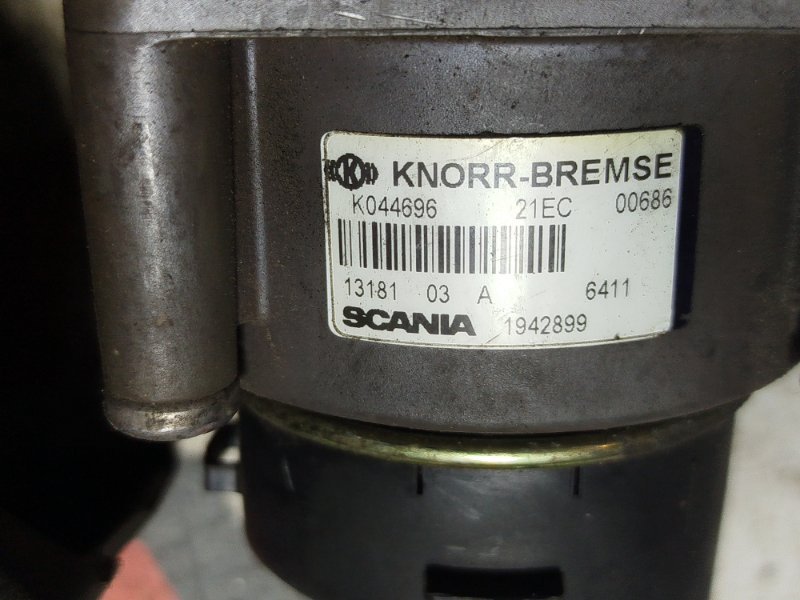 K KNORR-BREMSE
K044696 21EC 00686
13181 03 A 6411
SCANIA 1942899